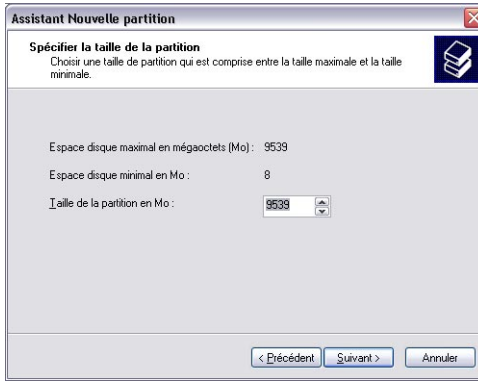 Assistant Nouvelle partition
Spécifier la taille de la partition
Choisir une taille de partition qui est comprise entre la taille maximale et la taille
minimale.
Espace disque maximal en mégaoctets (Mo) : 9539
Espace disque minimal en Mo : 8
Taille de la partition en Mo : 9539
< Précédent Suivant > Annuler